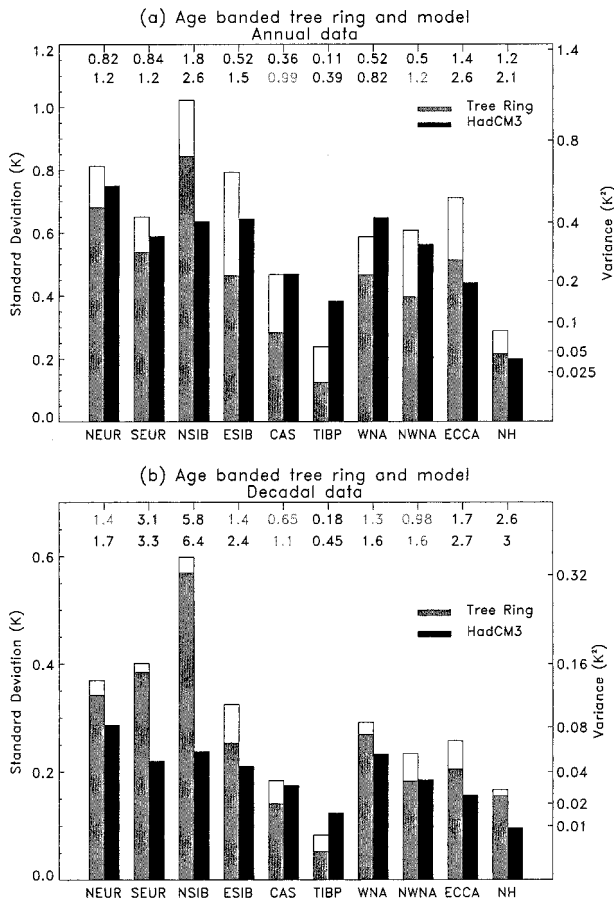 (a) Age banded tree ring and model
Annual data
0.82 0.84 1.8 0.52 0.36 0.11 0.52 0.5 1.4 1.2
1.2 1.2 2.6 1.5 0.99 0.39 0.82 1.2 2.6 2.1
Tree Ring
HadCM3
Standard Deviation (K)
1.2
1.0
0.8
0.6
0.4
0.2
0.0
Variance (K²)
1.4
0.8
0.4
0.2
0.1
0.05
0.025
NEUR SEUR NSIB ESIB CAS TIBP WNA NWNA ECCA NH
(b) Age banded tree ring and model
Decadal data
1.4 3.1 5.8 1.4 0.65 0.18 1.3 0.98 1.7 2.6
1.7 3.3 6.4 2.4 1.1 0.45 1.6 1.6 2.7 3
Tree Ring
HadCM3
Standard Deviation (K)
0.6
0.4
0.2
0.0
Variance (K²)
0.32
0.16
0.08
0.04
0.02
0.01
NEUR SEUR NSIB ESIB CAS TIBP WNA NWNA ECCA NH